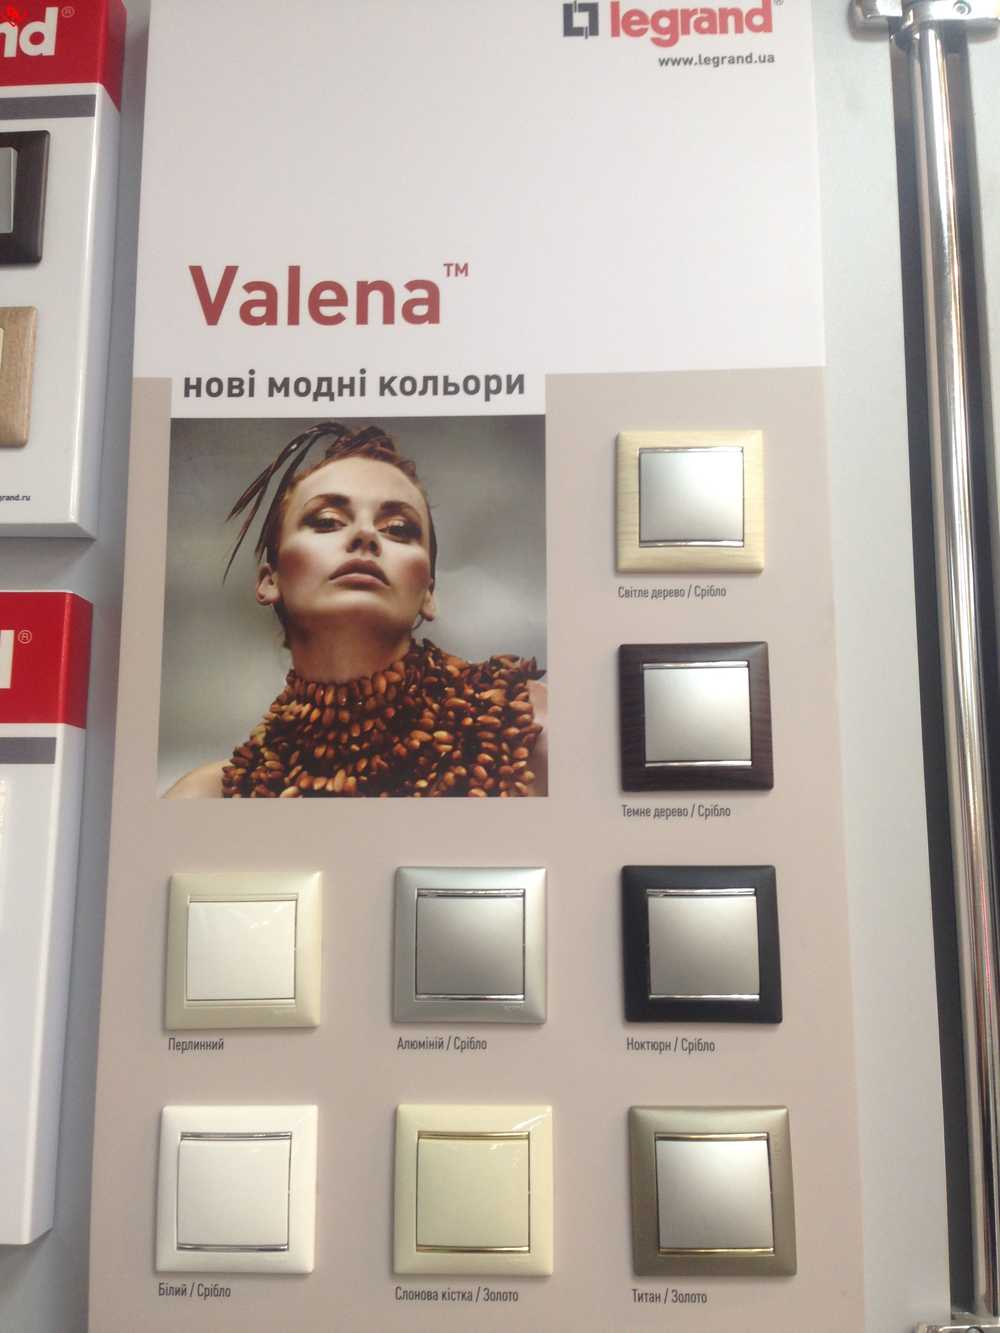 nd®
legrand®
www.legrand.ua
Valena™
нові модні кольори
grand.ru
Світле дерево / Срібло
Темне дерево / Срібло
Перлинний
Алюміній / Срібло
Ноктюрн / Срібло
Білий / Срібло
Слонова кістка / Золото
Титан / Золото